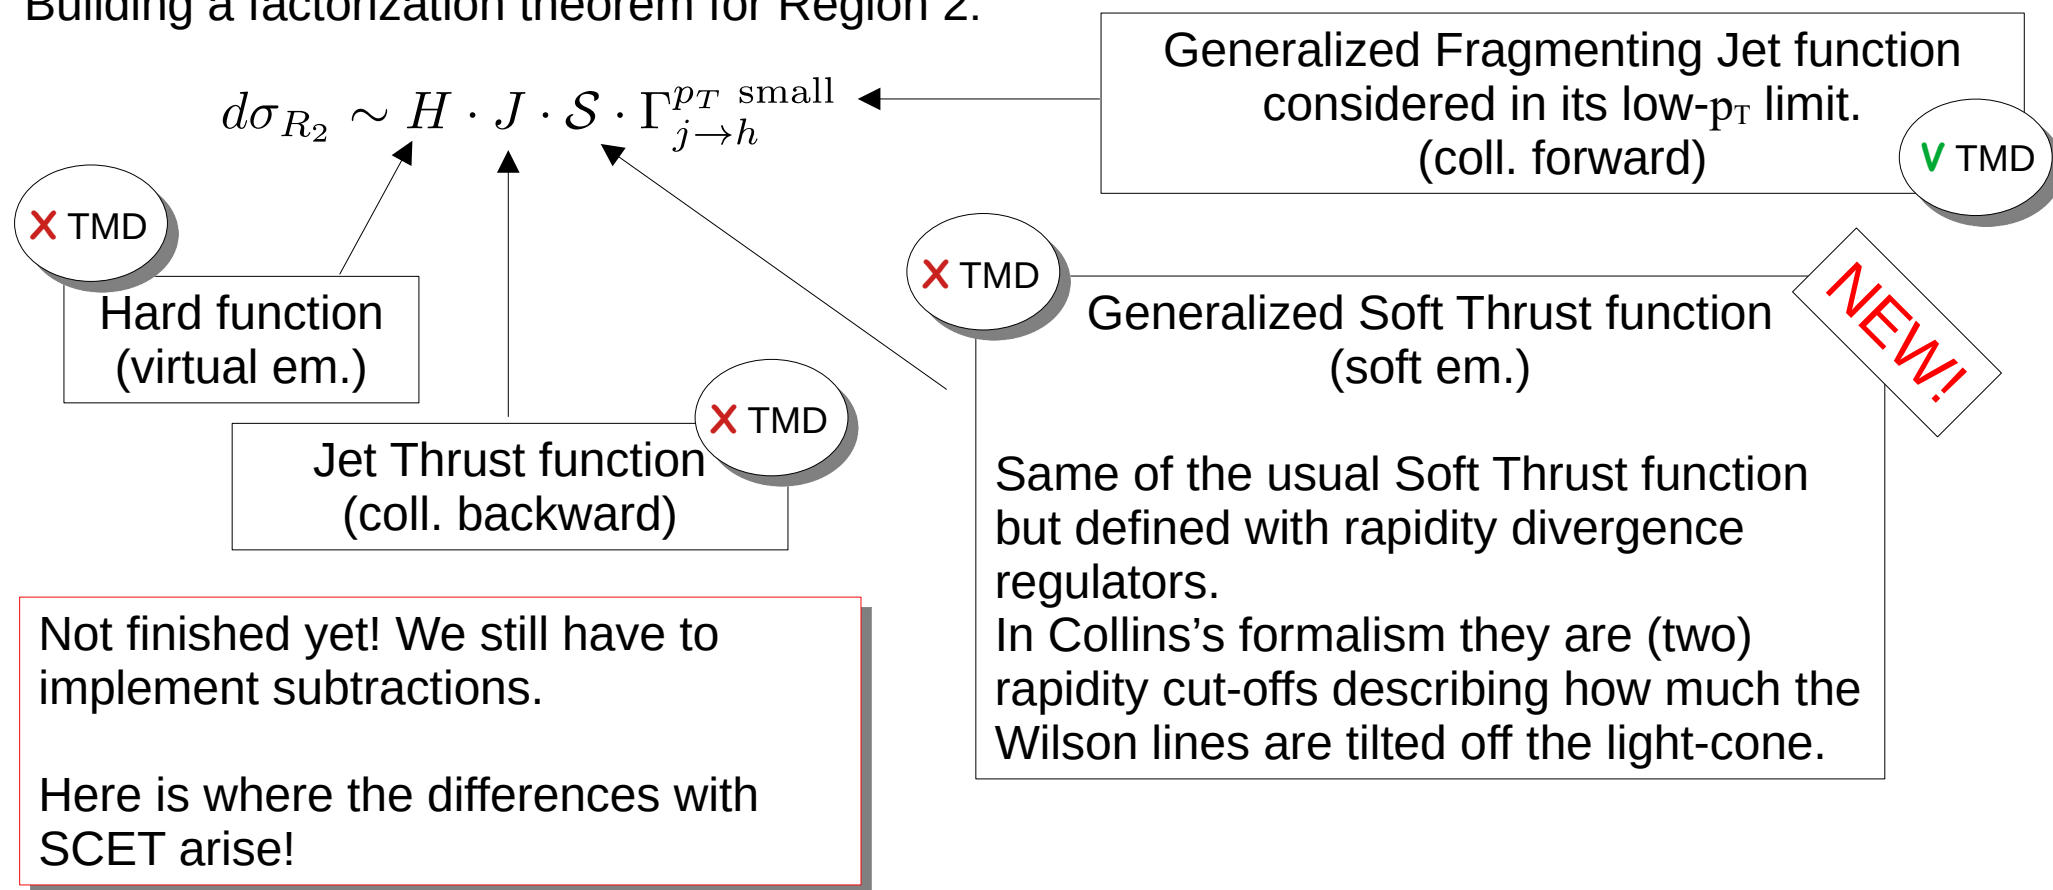 Building a factorization theorem for Region 2.
dσ_{R_2} ∼ H · J · 𝒮 · Γ_{j→h}^{p_T small}
Generalized Fragmenting Jet function
considered in its low-p_T limit.
(coll. forward)
V TMD
X TMD
Hard function
(virtual em.)
X TMD
Jet Thrust function
(coll. backward)
X TMD
NEW!
Generalized Soft Thrust function
(soft em.)
Same of the usual Soft Thrust function
but defined with rapidity divergence
regulators.
In Collins’s formalism they are (two)
rapidity cut-offs describing how much the
Wilson lines are tilted off the light-cone.
Not finished yet! We still have to
implement subtractions.
Here is where the differences with
SCET arise!